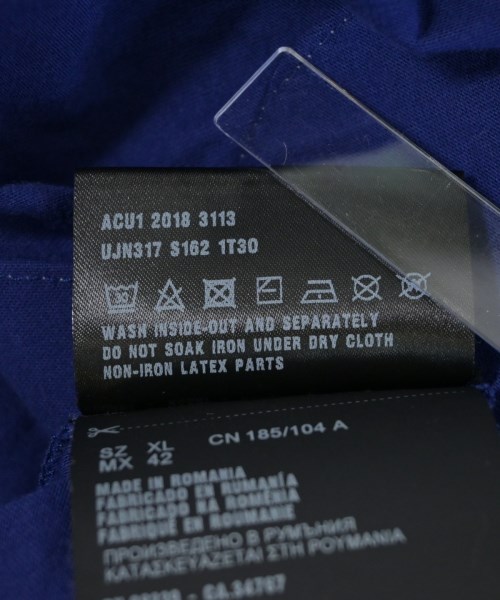 ACU1 2018 3113
UJN317 S162 1T30
30
WASH INSIDE-OUT AND SEPARATELY
DO NOT SOAK IRON UNDER DRY CLOTH
NON-IRON LATEX PARTS
SZ XL CN 185/104 A
MX 42
MADE IN ROMANIA
FABRICADO EN RUMANÍA
FABRICADO NA ROMÉNIA
FABRIQUÉ EN ROUMANIE
ПРОИЗВЕДЕНО В РУМЪНИЯ
ΚΑΤΑΣΚΕΥΑΖΕΤΑΙ ΣΤΗ ΡΟΥΜΑΝΙΑ